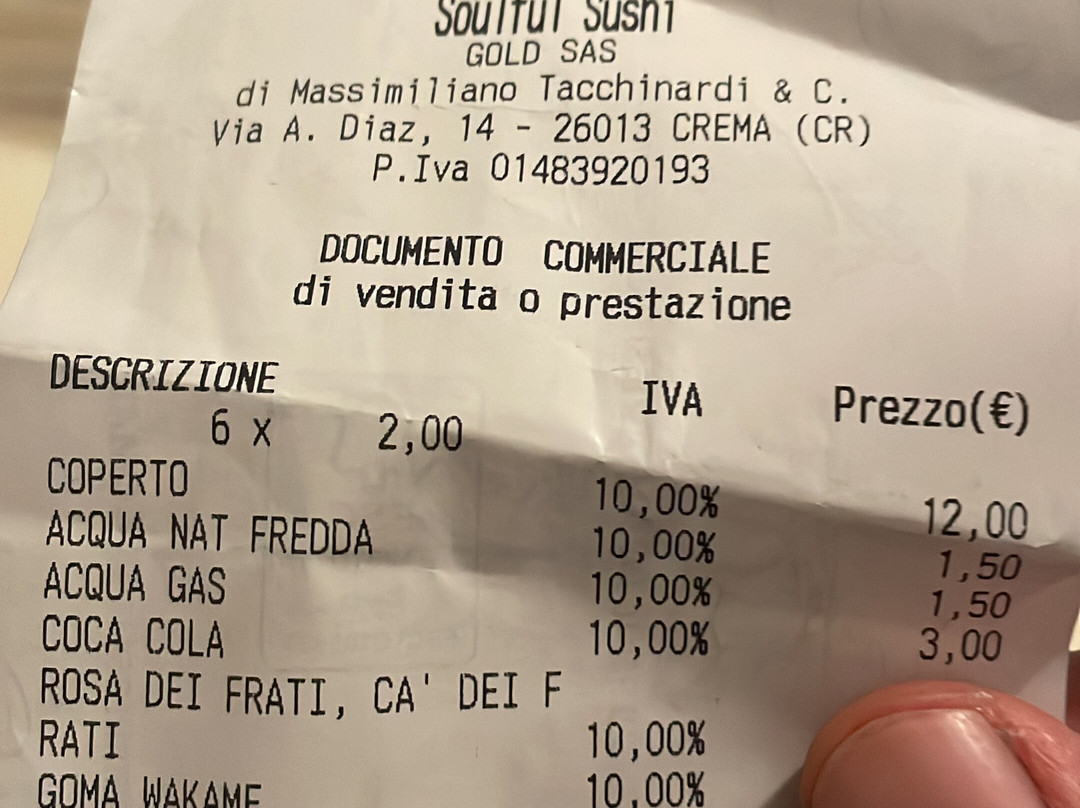 Soulful Sushi
GOLD SAS
di Massimiliano Tacchinardi & C.
Via A. Diaz, 14 - 26013 CREMA (CR)
P.Iva 01483920193
DOCUMENTO COMMERCIALE
di vendita o prestazione
DESCRIZIONE IVA Prezzo(€)
6 x 2,00
COPERTO 10,00% 12,00
ACQUA NAT FREDDA 10,00% 1,50
ACQUA GAS 10,00% 1,50
COCA COLA 10,00% 3,00
ROSA DEI FRATI, CA' DEI F
RATI 10,00%
GOMA WAKAME 10,00%